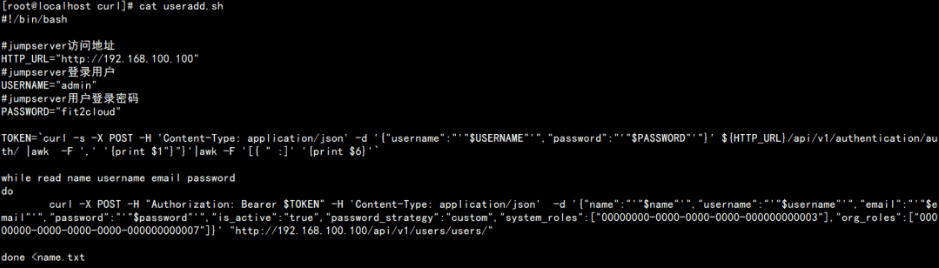 [root@localhost curl]# cat useradd.sh
#!/bin/bash
#jumpserver访问地址
HTTP_URL="http://192.168.100.100"
#jumpserver登录用户
USERNAME="admin"
#jumpserver用户登录密码
PASSWORD="fit2cloud"
TOKEN=`curl -s -X POST -H 'Content-Type: application/json' -d '{"username":"'"$USERNAME"'","password":"'"$PASSWORD"'"}' ${HTTP_URL}/api/v1/authentication/au
th/ |awk  -F ',' '{print $1"}"}'|awk -F '[{ " :]' '{print $6}'`
while read name username email password
do
curl -X POST -H "Authorization: Bearer $TOKEN" -H 'Content-Type: application/json'  -d '{"name":"'"$name"'","username":"'"$username"'","email":"'"$e
mail"'","password":"'"$password"'","is_active":"true","password_strategy":"custom","system_roles":["00000000-0000-0000-0000-000000000003"],"org_roles":["000
00000-0000-0000-0000-000000000007"]}' "http://192.168.100.100/api/v1/users/users/"
done <name.txt